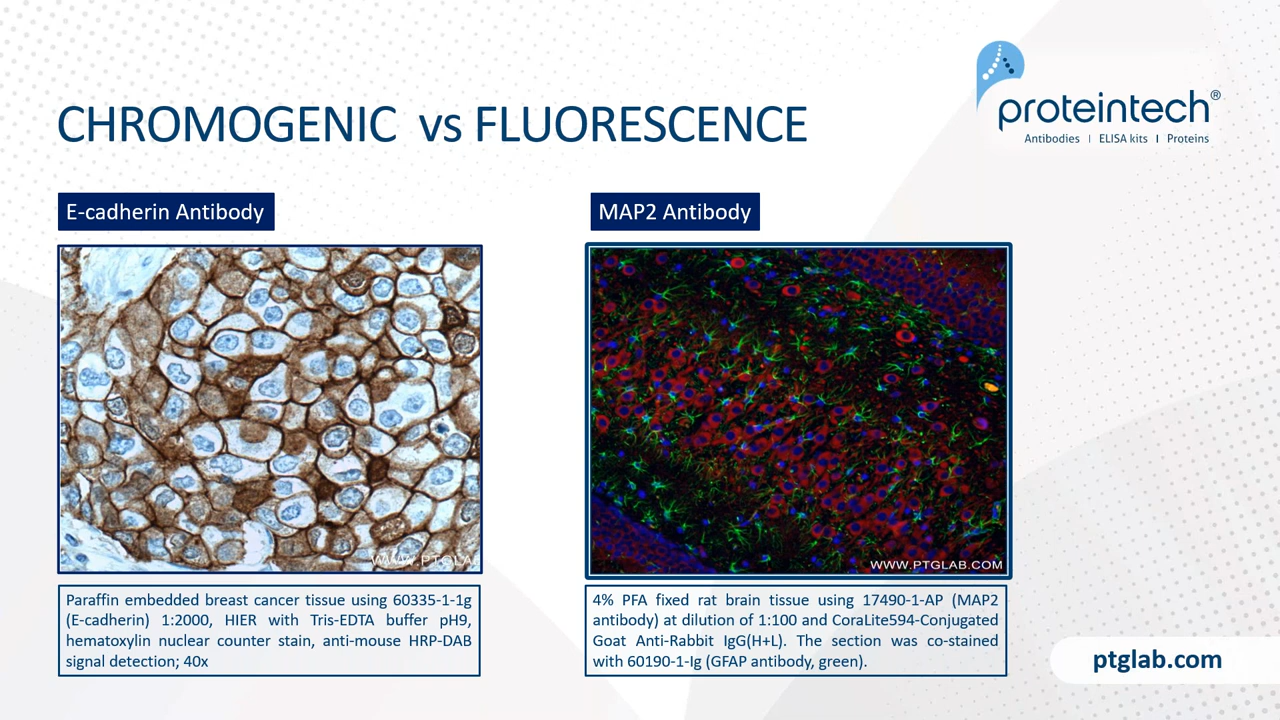 proteintech®
Antibodies | ELISA kits | Proteins
CHROMOGENIC vs FLUORESCENCE
E-cadherin Antibody
WWW.PTGLA
Paraffin embedded breast cancer tissue using 60335-1-1g
(E-cadherin) 1:2000, HIER with Tris-EDTA buffer pH9,
hematoxylin nuclear counter stain, anti-mouse HRP-DAB
signal detection; 40x
MAP2 Antibody
WWW.PTGLAB.COM
4% PFA fixed rat brain tissue using 17490-1-AP (MAP2
antibody) at dilution of 1:100 and CoraLite594-Conjugated
Goat Anti-Rabbit IgG(H+L). The section was co-stained
with 60190-1-Ig (GFAP antibody, green).
ptglab.com